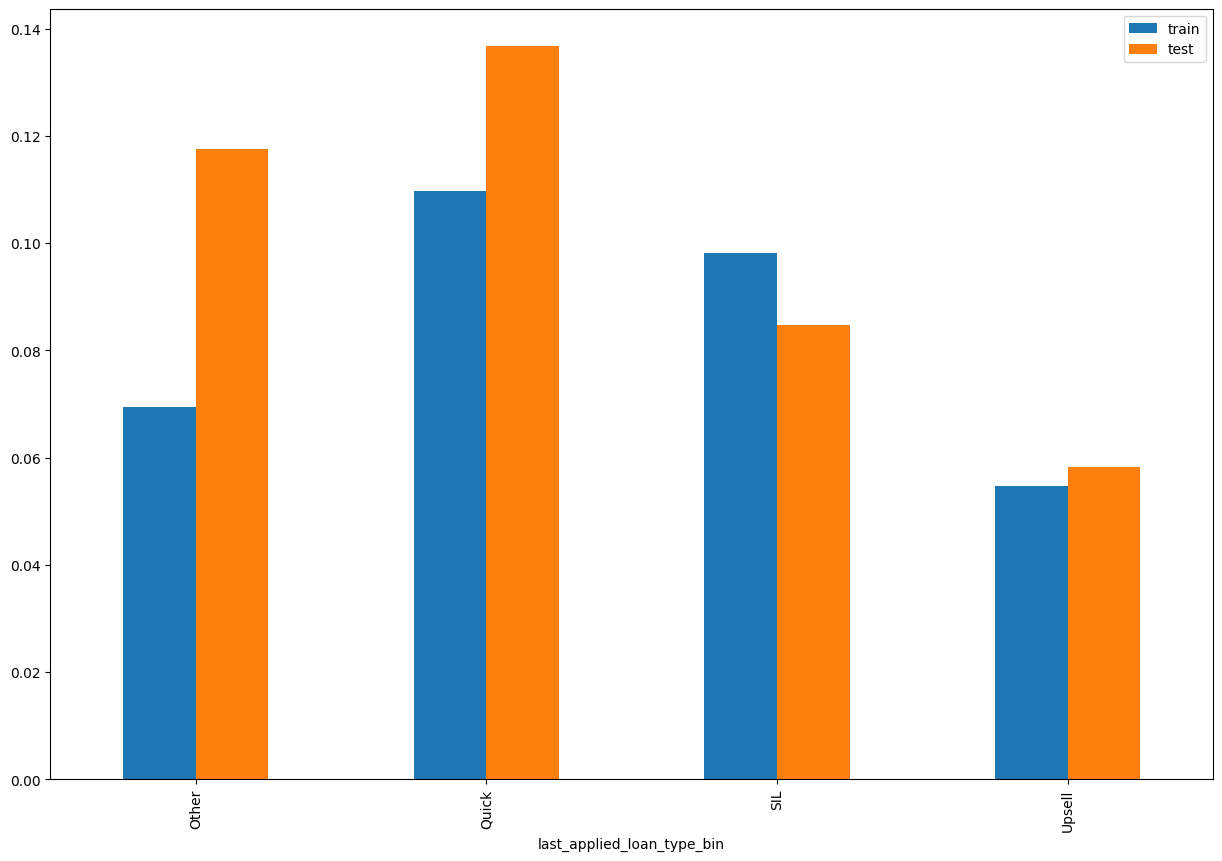 0.14
0.12
0.10
0.08
0.06
0.04
0.02
0.00
train
test
Other
Quick
SIL
Upsell
last_applied_loan_type_bin